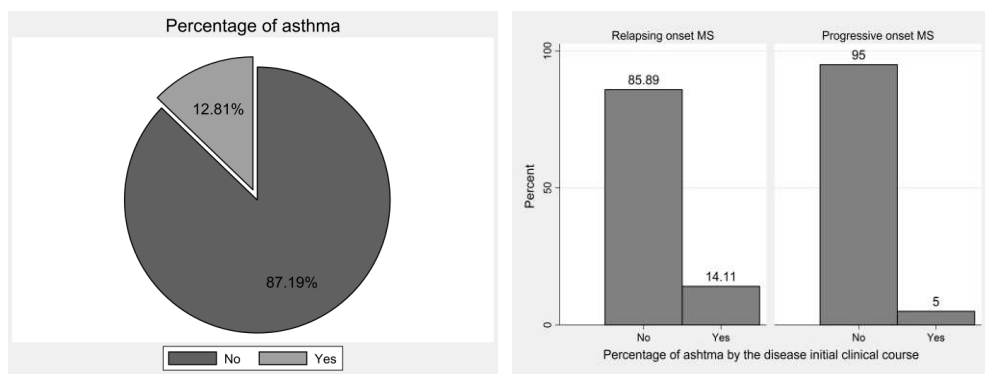 Percentage of asthma
12.81%
87.19%
No Yes
Relapsing onset MS Progressive onset MS
100
95
85.89
Percent
50
14.11
5
0
No Yes No Yes
Percentage of ashtma by the disease initial clinical course